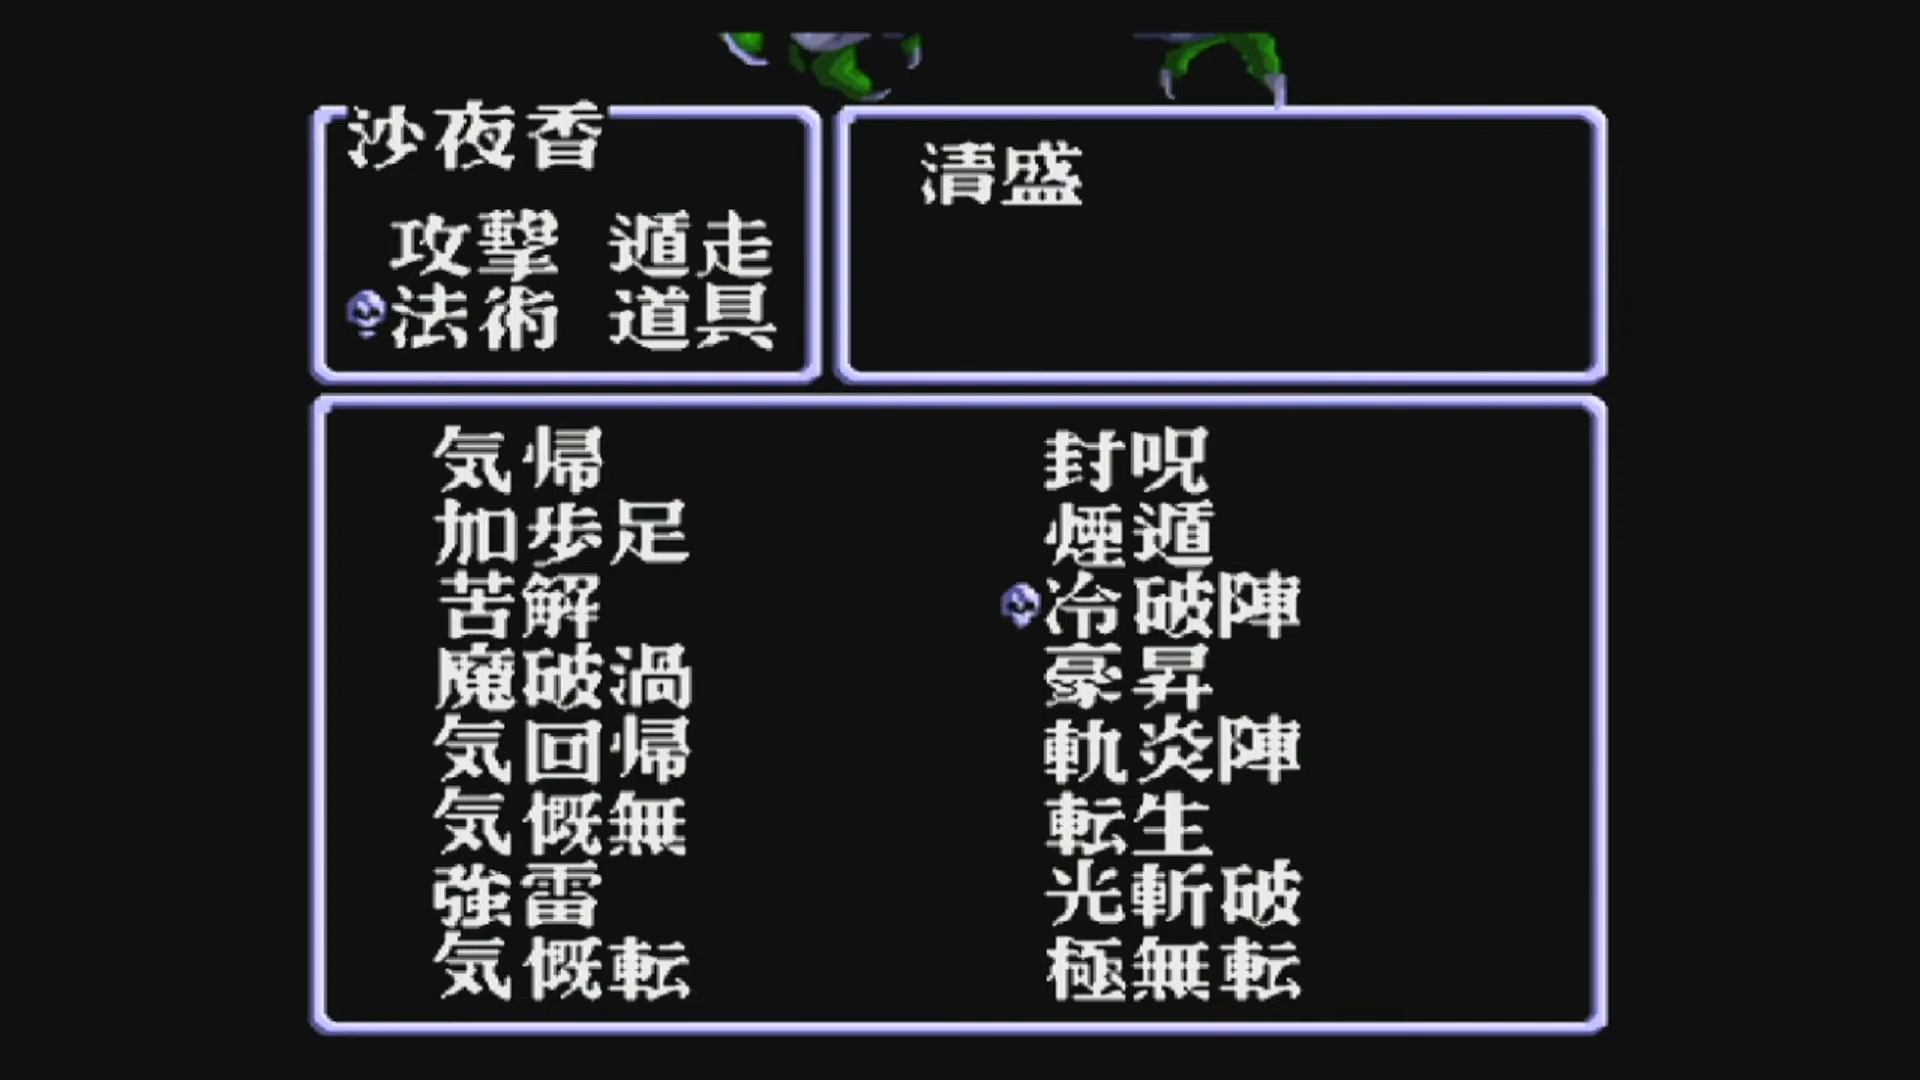 沙夜香
攻撃 遁走
法術 道具
清盛
気帰 封呪
加歩足 煙遁
苦解 冷破陣
魔破渦 豪昇
気回帰 軌炎陣
気慨無 転生
強雷 光斬破
気慨転 極無転